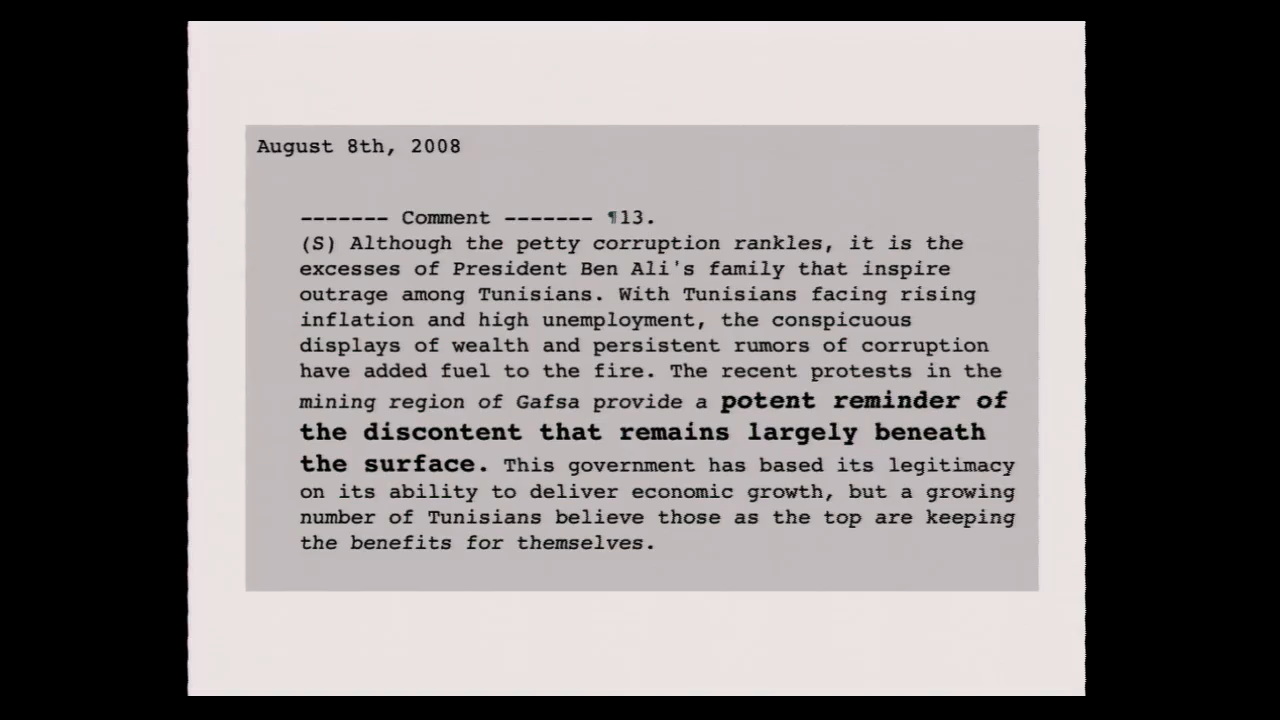 August 8th, 2008
------- Comment ------- ¶13.
(S) Although the petty corruption rankles, it is the
excesses of President Ben Ali's family that inspire
outrage among Tunisians. With Tunisians facing rising
inflation and high unemployment, the conspicuous
displays of wealth and persistent rumors of corruption
have added fuel to the fire. The recent protests in the
mining region of Gafsa provide a potent reminder of
the discontent that remains largely beneath
the surface. This government has based its legitimacy
on its ability to deliver economic growth, but a growing
number of Tunisians believe those as the top are keeping
the benefits for themselves.